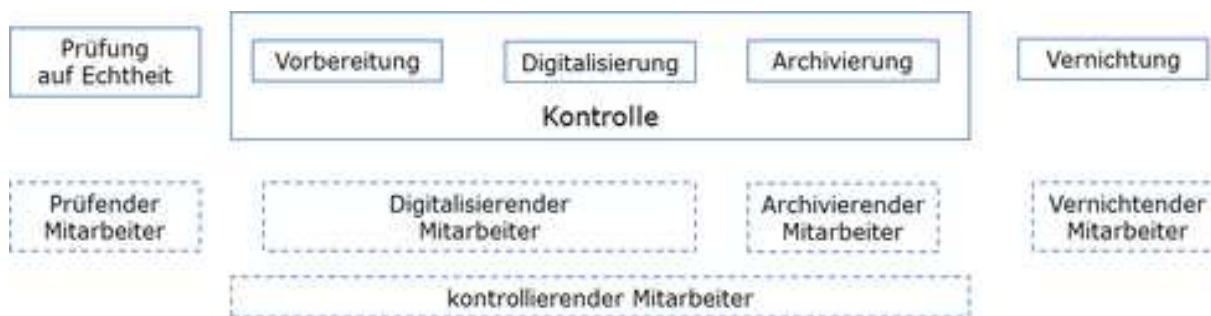 Prüfung
auf Echtheit
Vorbereitung
Digitalisierung
Archivierung
Vernichtung
Kontrolle
Prüfender
Mitarbeiter
Digitalisierender
Mitarbeiter
Archivierender
Mitarbeiter
Vernichtender
Mitarbeiter
kontrollierender Mitarbeiter